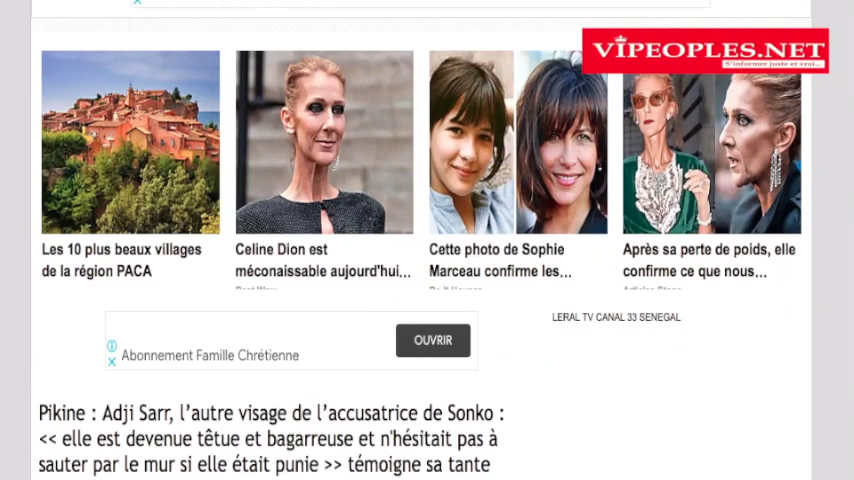 VIPEOPLES.NET
S'informer juste et vrai...
Les 10 plus beaux villages
de la région PACA
Celine Dion est
méconaissable aujourd'hui...
Cette photo de Sophie
Marceau confirme les...
Après sa perte de poids, elle
confirme ce que nous...
LERAL TV CANAL 33 SENEGAL
Abonnement Famille Chrétienne
OUVRIR
Pikine : Adji Sarr, l'autre visage de l'accusatrice de Sonko :
<< elle est devenue têtue et bagarreuse et n'hésitait pas à
sauter par le mur si elle était punie >> témoigne sa tante